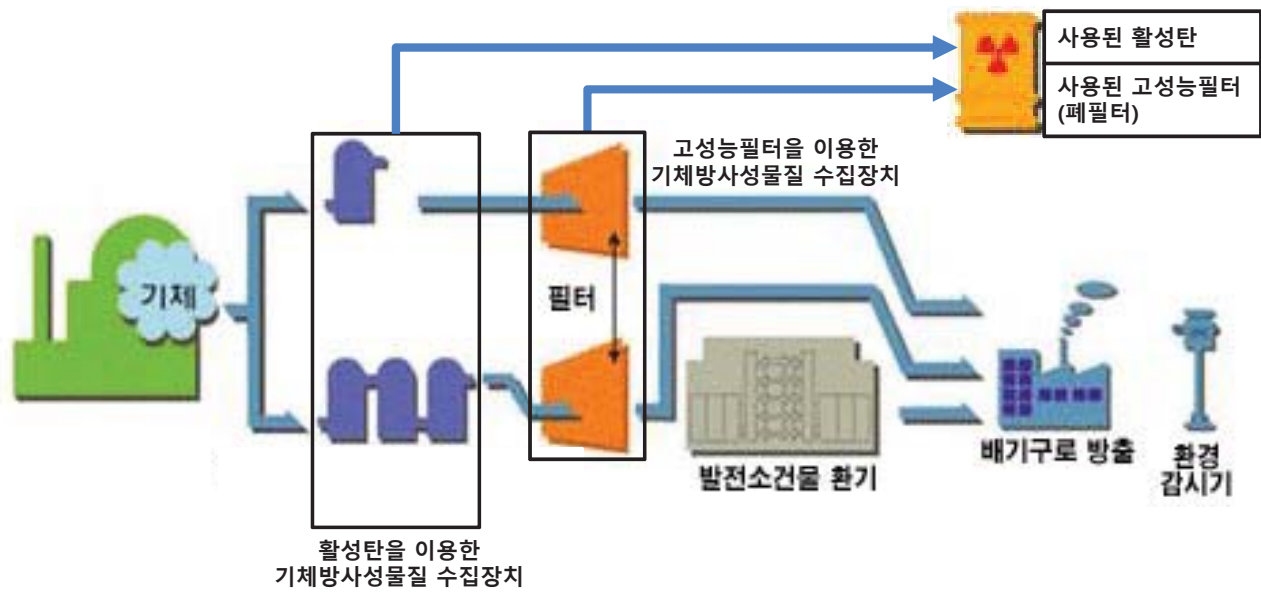 사용된 활성탄
사용된 고성능필터
(폐필터)
고성능필터을 이용한
기체방사성물질 수집장치
기체
필터
발전소건물 환기
배기구로 방출
환경
감시기
활성탄을 이용한
기체방사성물질 수집장치